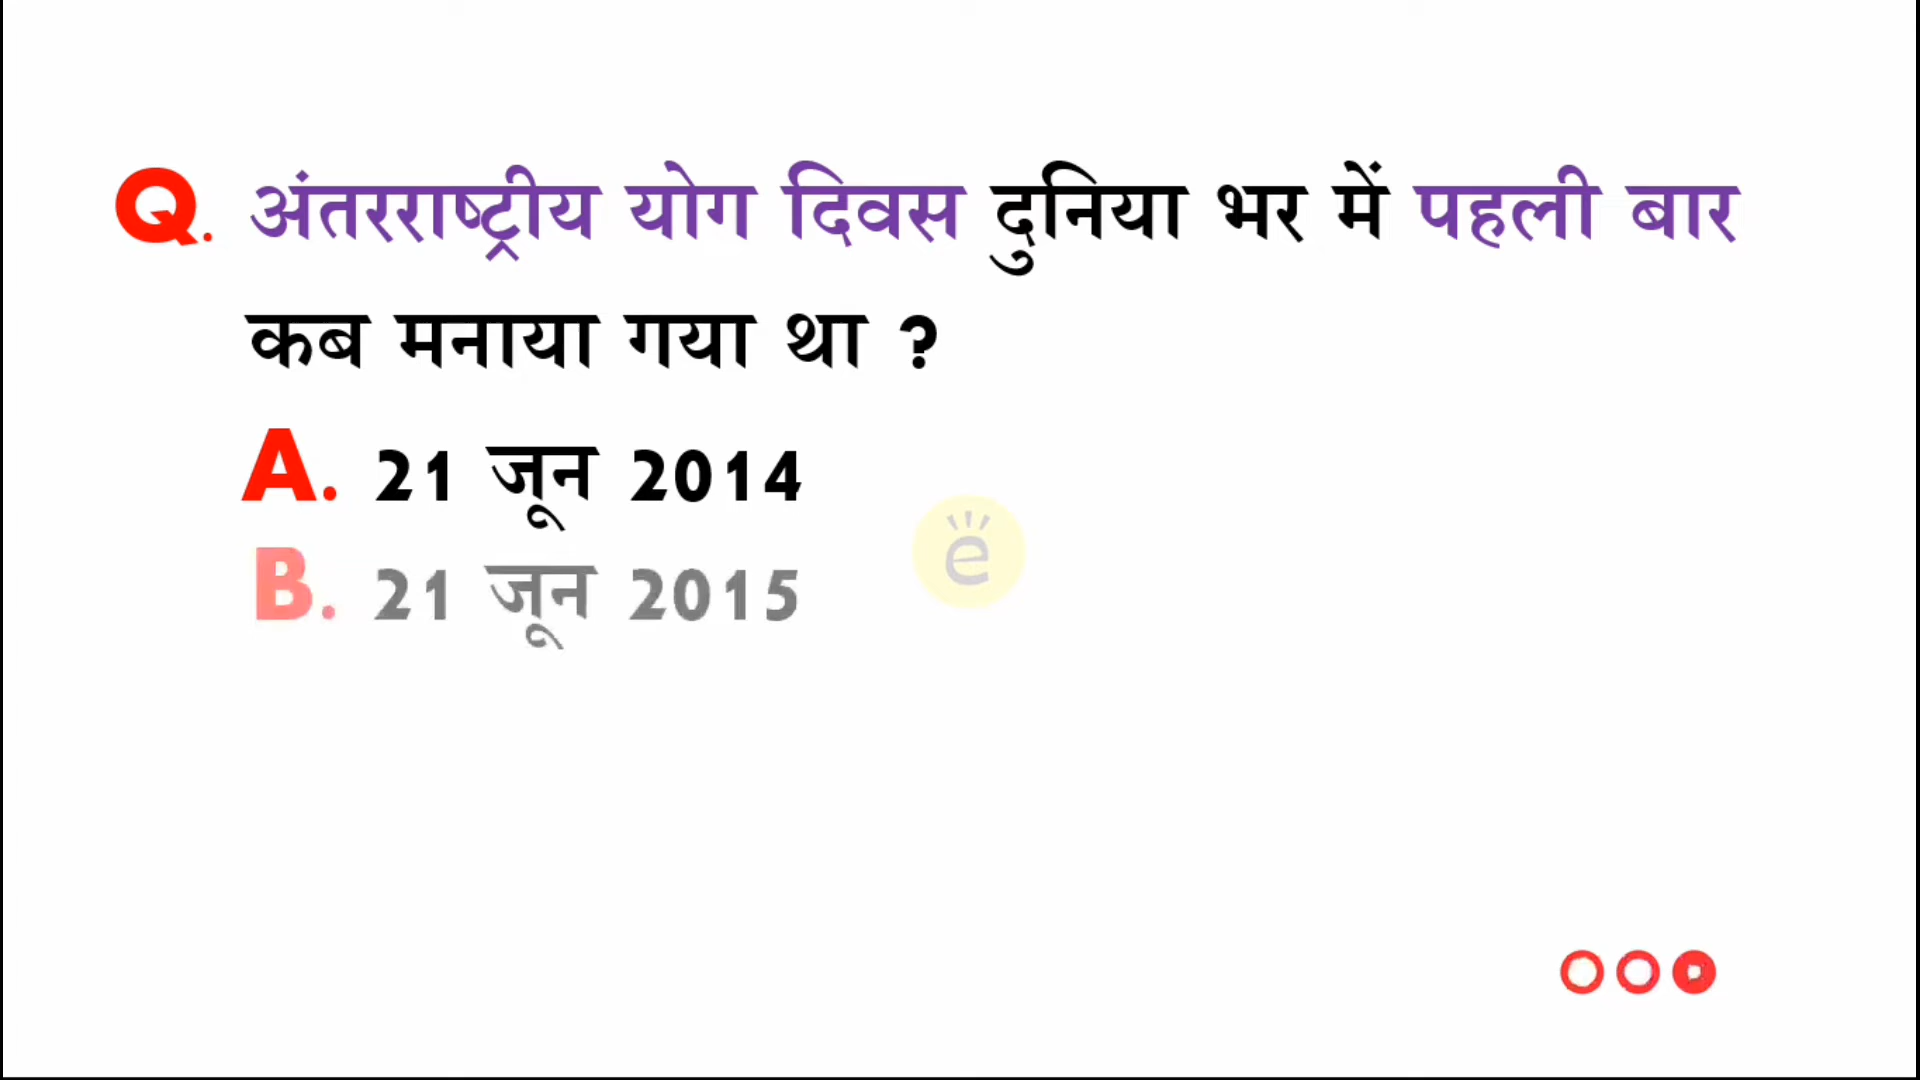 Q. अंतरराष्ट्रीय योग दिवस दुनिया भर में पहली बार
कब मनाया गया था ?
A. 21 जून 2014
e
B. 21 जून 2015